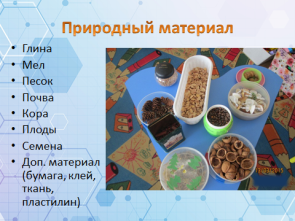 Природный материал
• Глина
• Мел
• Песок
• Почва
• Кора
• Плоды
• Семена
• Доп. материал
(бумага, клей,
ткань,
пластилин)